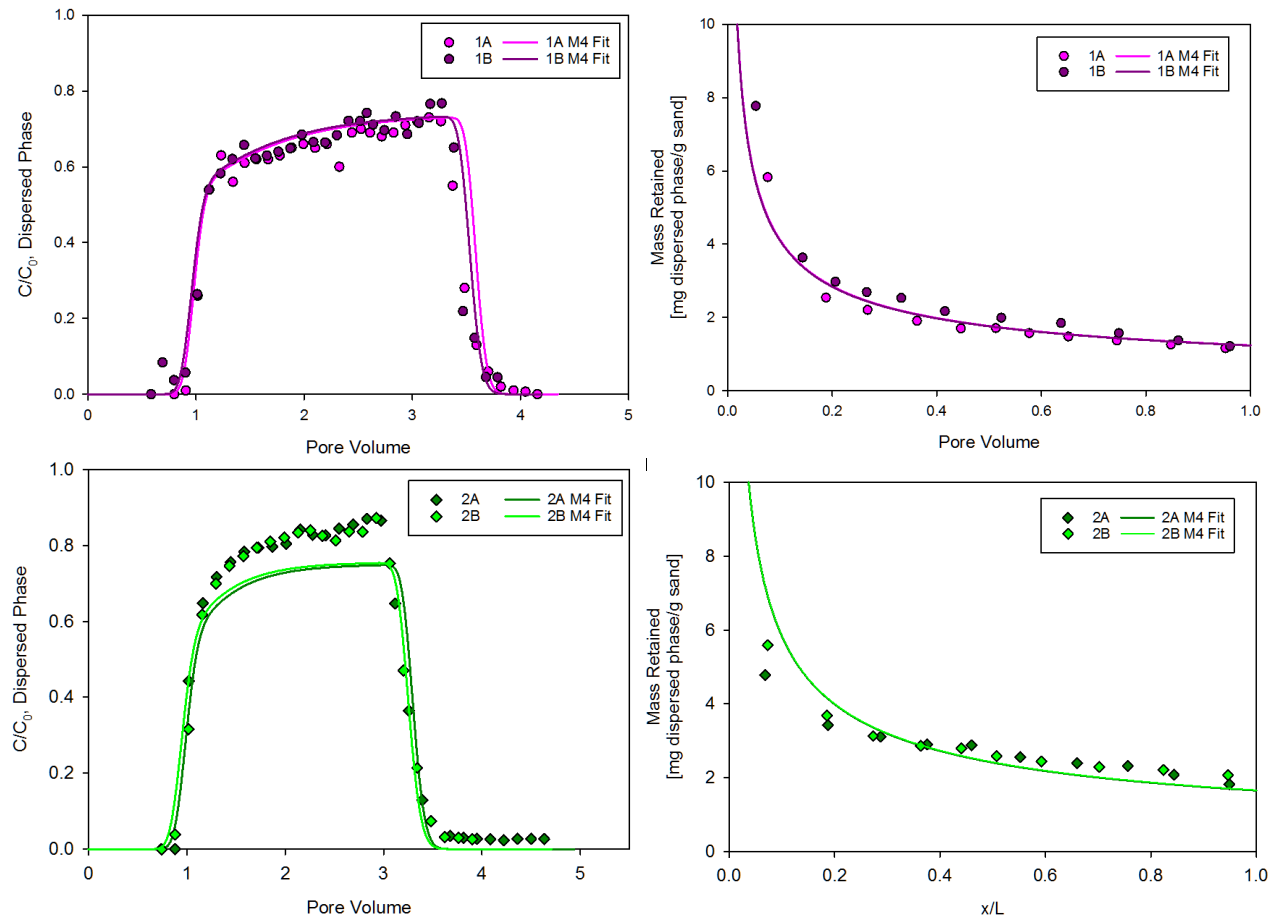 1.0
0.8
0.6
0.4
0.2
0.0
C/C0, Dispersed Phase
1A 1A M4 Fit
1B 1B M4 Fit
0 1 2 3 4 5
Pore Volume
10
8
6
4
2
0
Mass Retained
[mg dispersed phase/g sand]
1A 1A M4 Fit
1B 1B M4 Fit
0.0 0.2 0.4 0.6 0.8 1.0
Pore Volume
1.0
0.8
0.6
0.4
0.2
0.0
C/C0, Dispersed Phase
2A 2A M4 Fit
2B 2B M4 Fit
0 1 2 3 4 5
Pore Volume
10
8
6
4
2
0
Mass Retained
[mg dispersed phase/g sand]
2A 2A M4 Fit
2B 2B M4 Fit
0.0 0.2 0.4 0.6 0.8 1.0
x/L